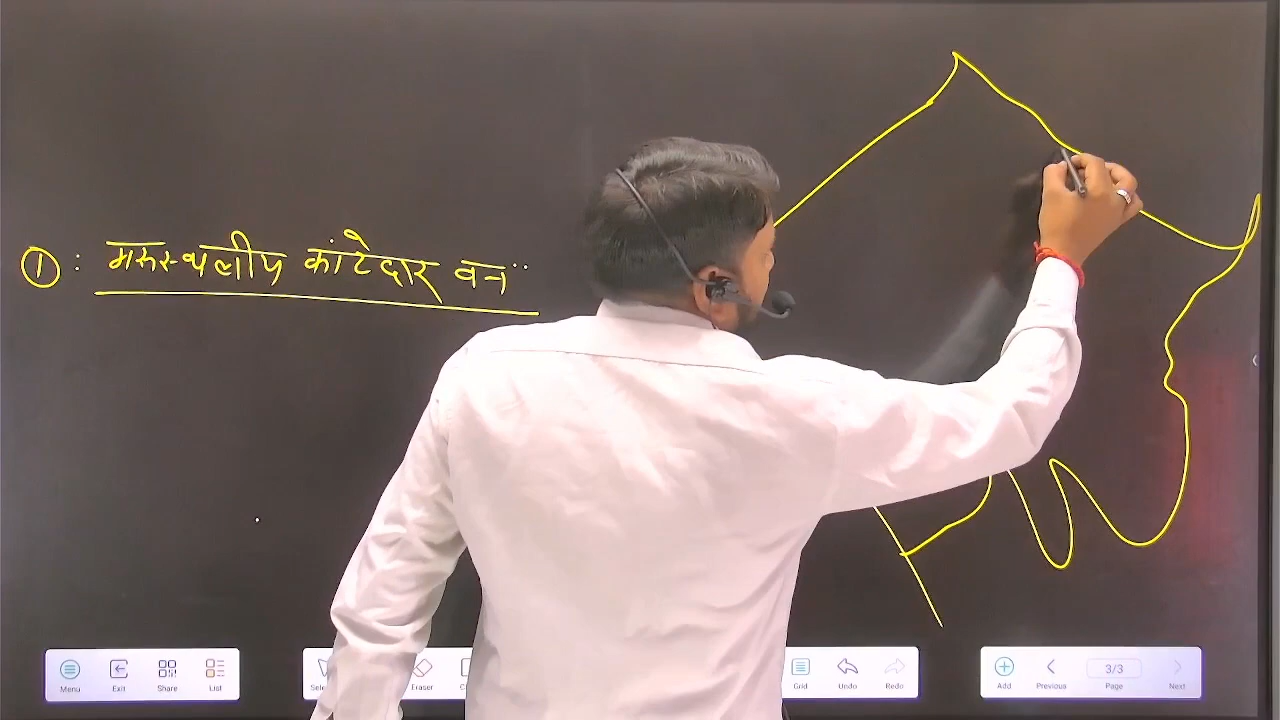 ① : मरुस्थलीय कांटेदार वन
Menu Exit Share List
Eraser
Grid Undo Redo
Add Previous 3/3 Page Next